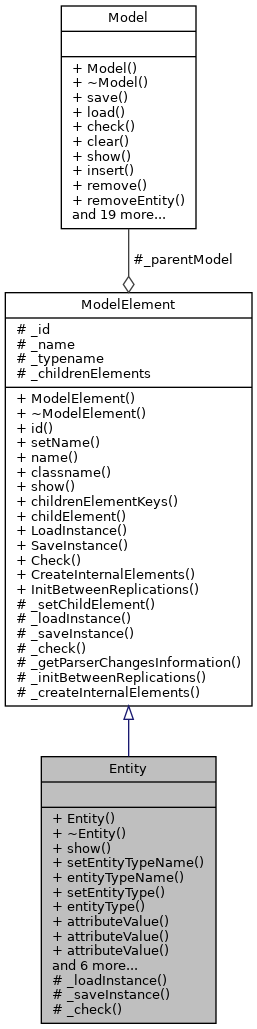 Model
+ Model()
+ ~Model()
+ save()
+ load()
+ check()
+ clear()
+ show()
+ insert()
+ remove()
+ removeEntity()
and 19 more...
#_parentModel
ModelElement
# _id
# _name
# _typename
# _childrenElements
+ ModelElement()
+ ~ModelElement()
+ id()
+ setName()
+ name()
+ classname()
+ show()
+ childrenElementKeys()
+ childElement()
+ LoadInstance()
+ SaveInstance()
+ Check()
+ CreateInternalElements()
+ InitBetweenReplications()
# _setChildElement()
# _loadInstance()
# _saveInstance()
# _check()
# _getParserChangesInformation()
# _initBetweenReplications()
# _createInternalElements()
Entity
+ Entity()
+ ~Entity()
+ show()
+ setEntityTypeName()
+ entityTypeName()
+ setEntityType()
+ entityType()
+ attributeValue()
+ attributeValue()
+ attributeValue()
and 6 more...
# _loadInstance()
# _saveInstance()
# _check()